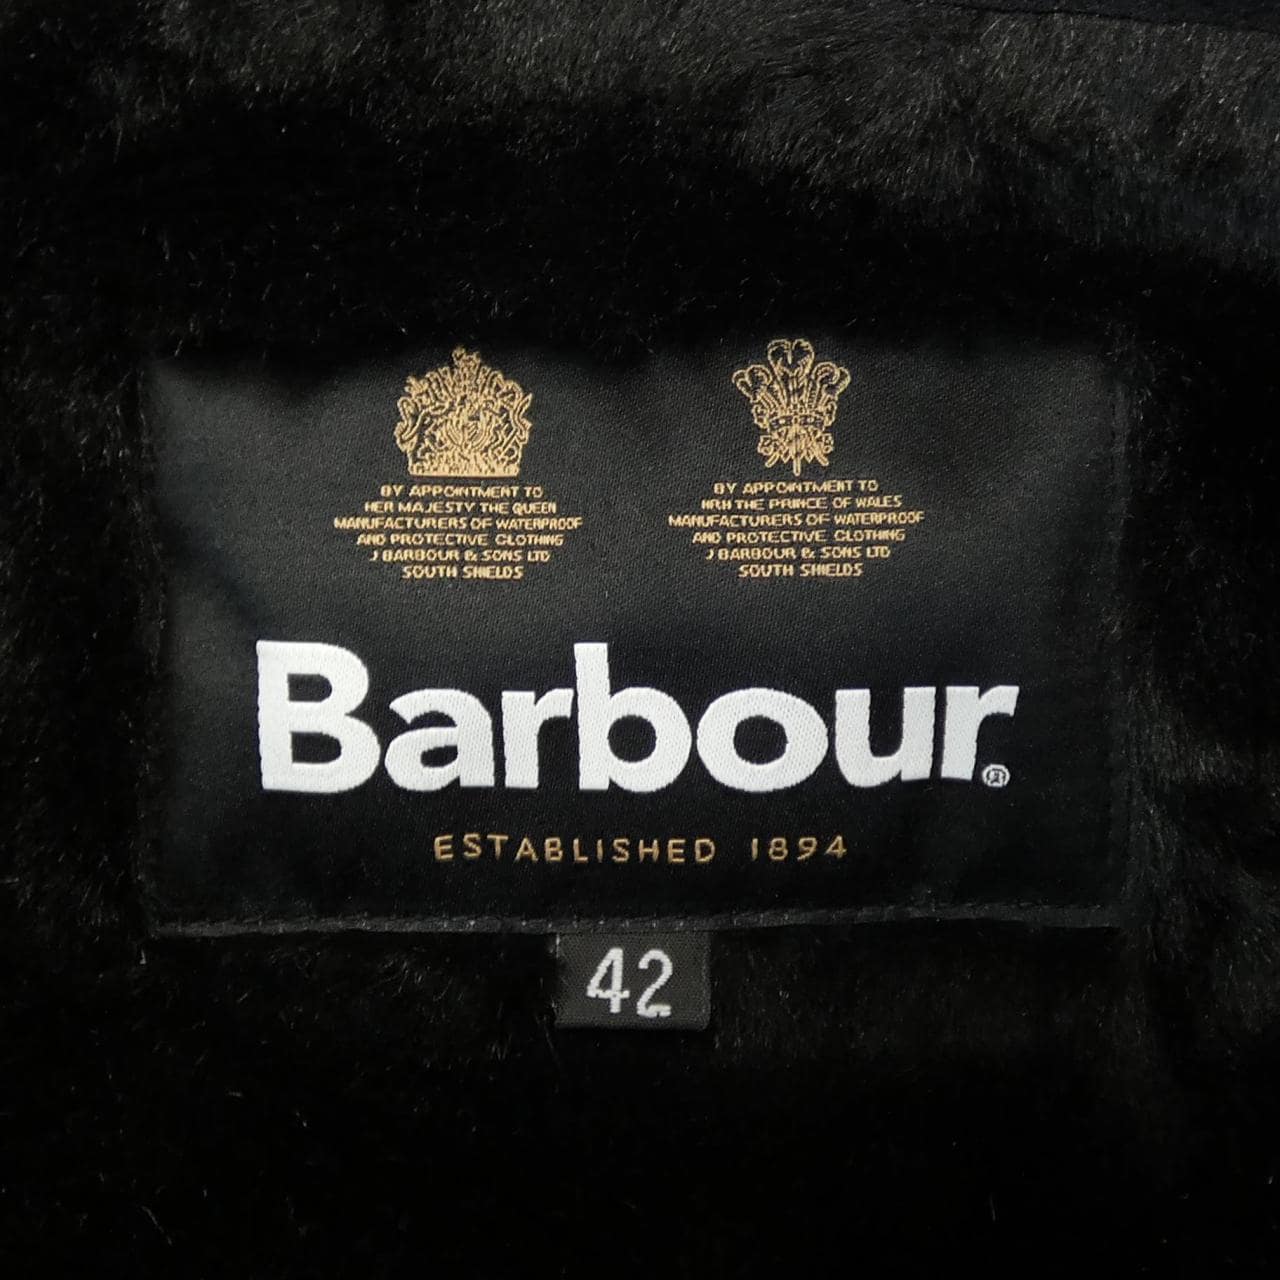 BY APPOINTMENT TO
HER MAJESTY THE QUEEN
MANUFACTURERS OF WATERPROOF
AND PROTECTIVE CLOTHING
J BARBOUR & SONS LTD
SOUTH SHIELDS
BY APPOINTMENT TO
HRH THE PRINCE OF WALES
MANUFACTURERS OF WATERPROOF
AND PROTECTIVE CLOTHING
J BARBOUR & SONS LTD
SOUTH SHIELDS
Barbour®
ESTABLISHED 1894
42